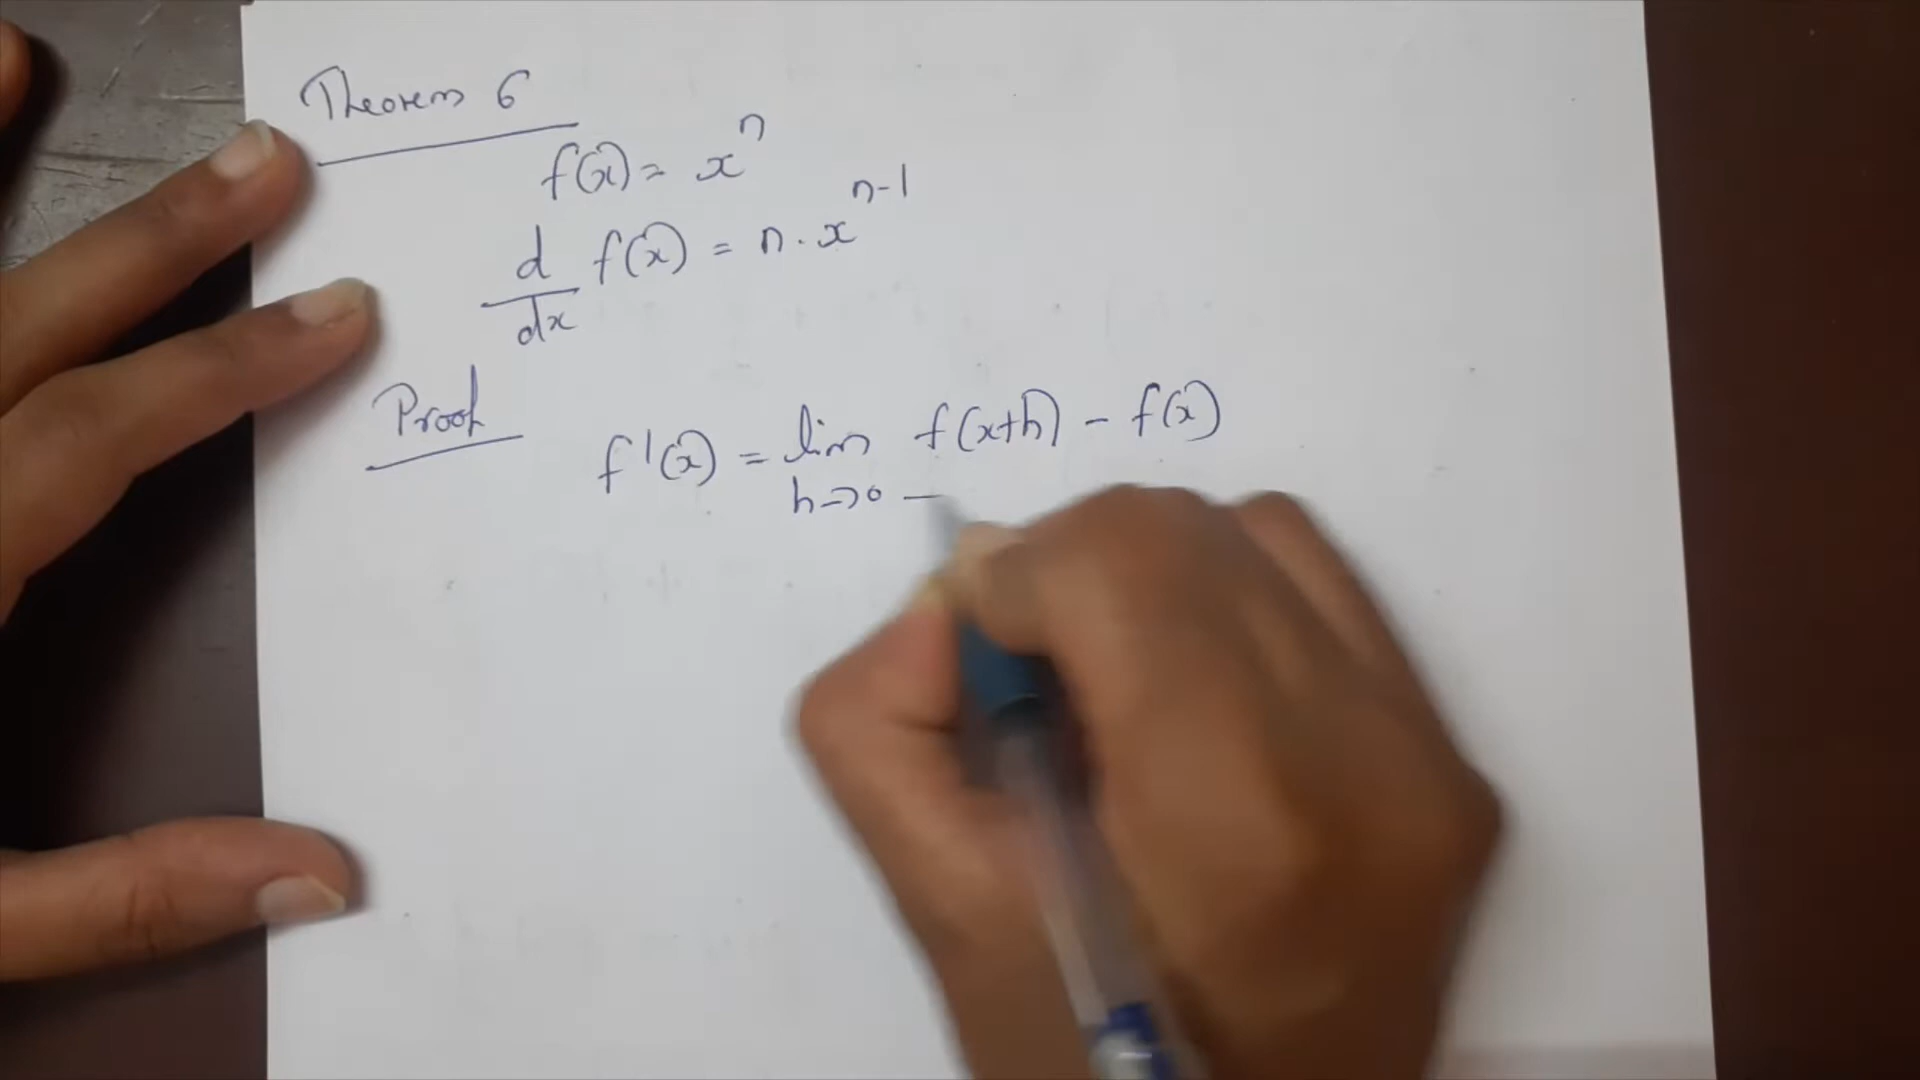 Theorem 6
f(x) = x^n
d/dx f(x) = n . x^n-1
Proof
f'(x) = lim h→0 f(x+h) - f(x)